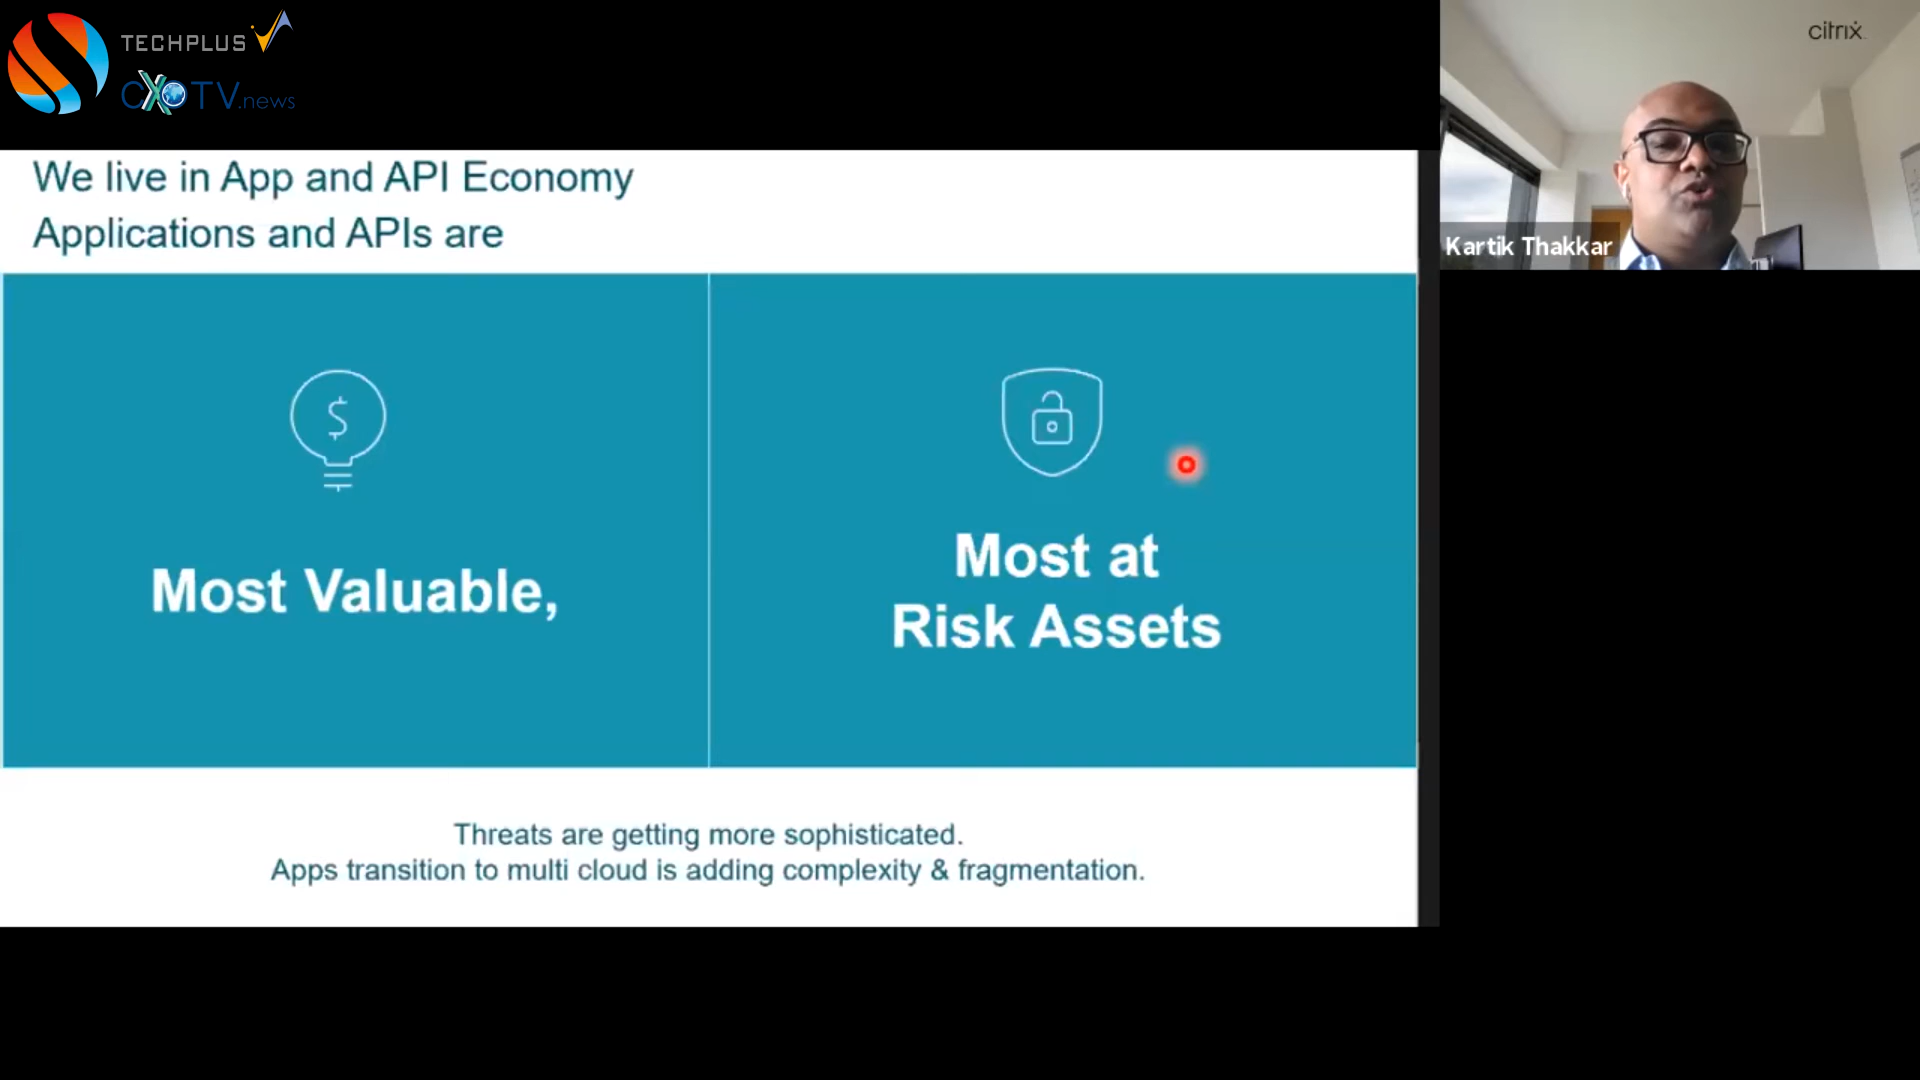 TECHPLUS
CXOTV.news
citrix
Kartik Thakkar
We live in App and API Economy
Applications and APIs are
$
Most Valuable,
Most at
Risk Assets
Threats are getting more sophisticated.
Apps transition to multi cloud is adding complexity & fragmentation.